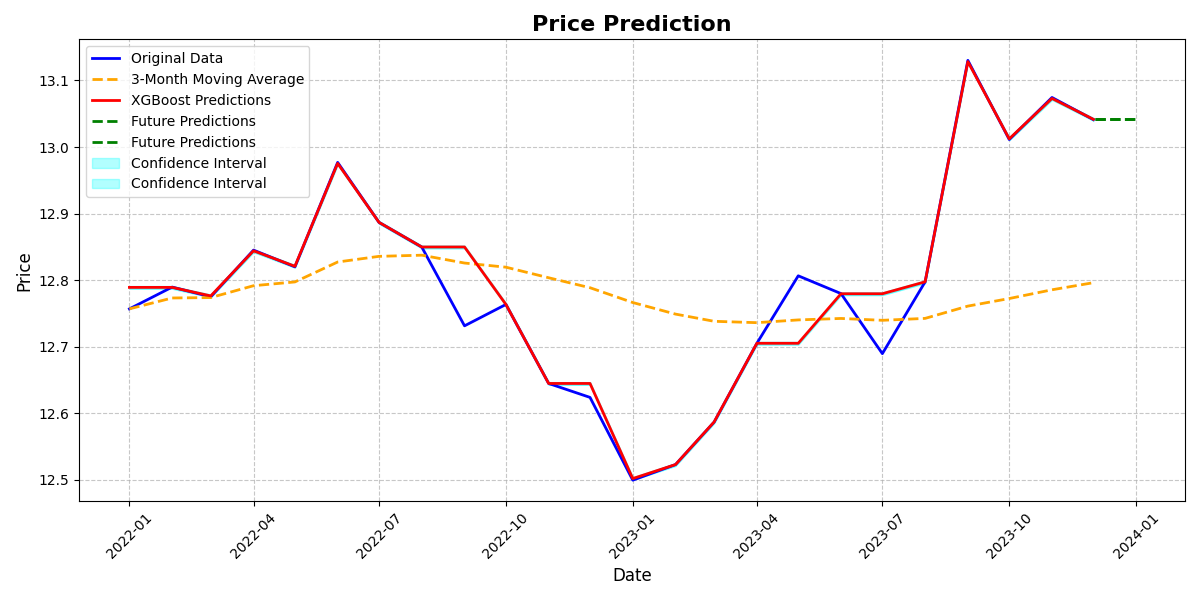 Price Prediction
Original Data
3-Month Moving Average
XGBoost Predictions
Future Predictions
Future Predictions
Confidence Interval
Confidence Interval
Price
13.1
13.0
12.9
12.8
12.7
12.6
12.5
2022-01
2022-04
2022-07
2022-10
2023-01
2023-04
2023-07
2023-10
2024-01
Date